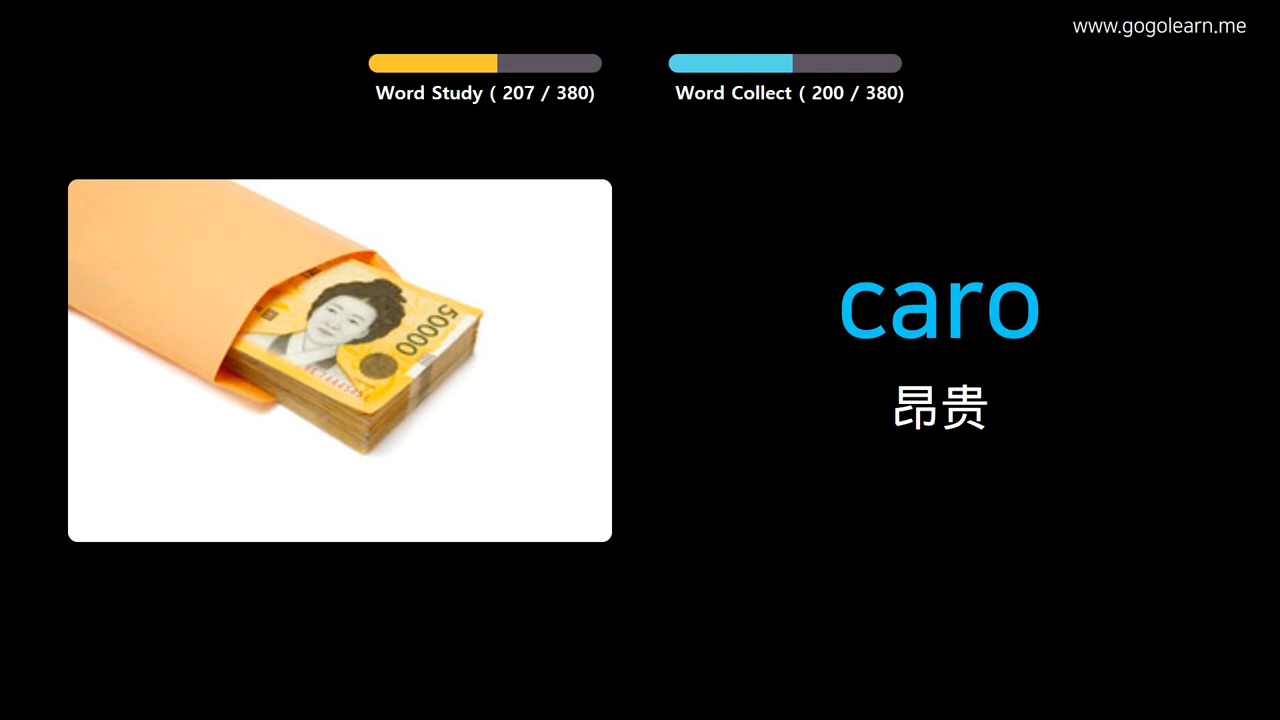 www.gogolearn.me
Word Study ( 207 / 380)
Word Collect ( 200 / 380)
50000
caro
昂贵